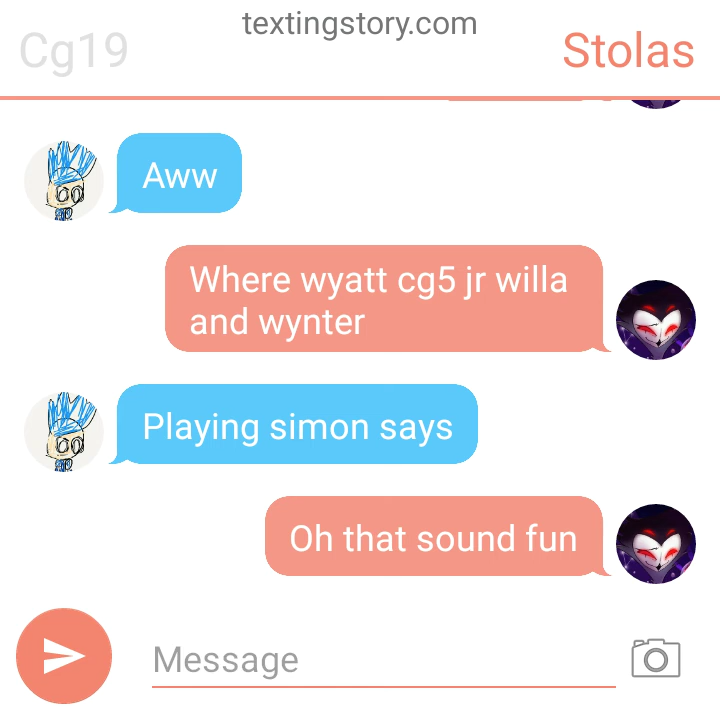 textingstory.com
Cg19
Stolas
Aww
Where wyatt cg5 jr willa
and wynter
Playing simon says
Oh that sound fun
Message